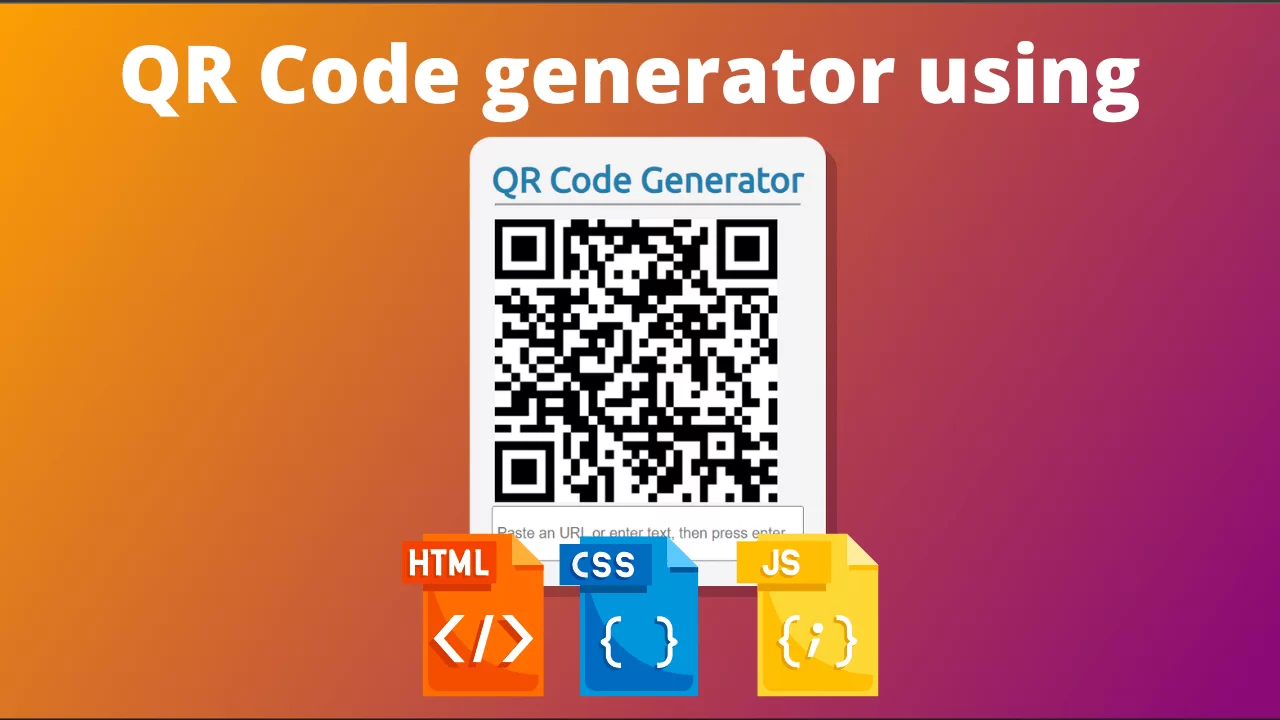 QR Code generator using
QR Code Generator
Paste an URL or enter text, then press enter
HTML
CSS
JS
</>
{ }
{;}